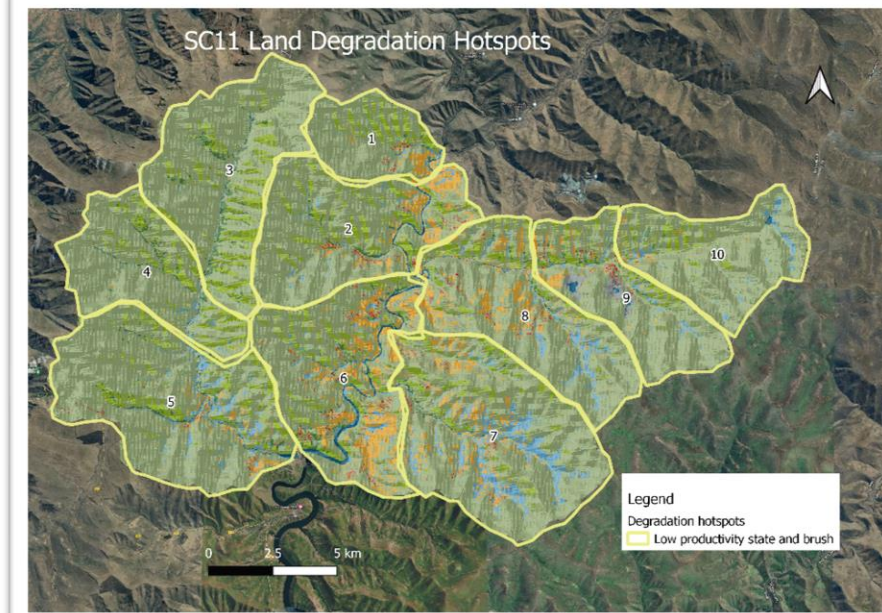 SC11 Land Degradation Hotspots
1
3
2
10
4
9
8
6
5
7
Legend
Degradation hotspots
Low productivity state and brush
0 2.5 5 km